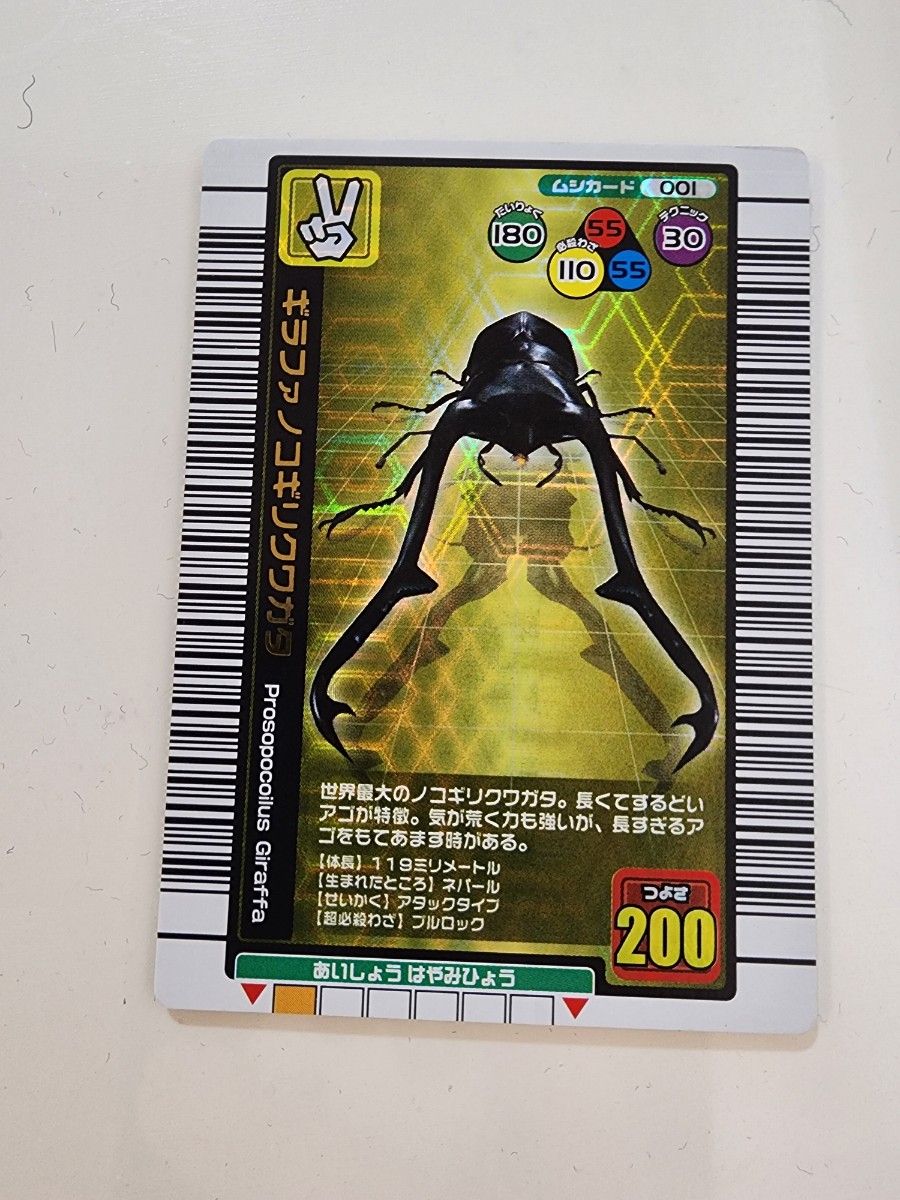 ムシカード 001
たいりょく
180
必殺わざ
110
55
55
テクニック
30
ギラファノコギリクワガタ
Prosopocoilus Giraffa
世界最大のノコギリクワガタ。長くてするどい
アゴが特徴。気が荒く力も強いが、長すぎるア
ゴをもてあます時がある。
【体長】119ミリメートル
【生まれたところ】ネパール
【せいかく】アタックタイプ
【超必殺わざ】ブルロック
つよさ
200
あいしょう はやみひょう